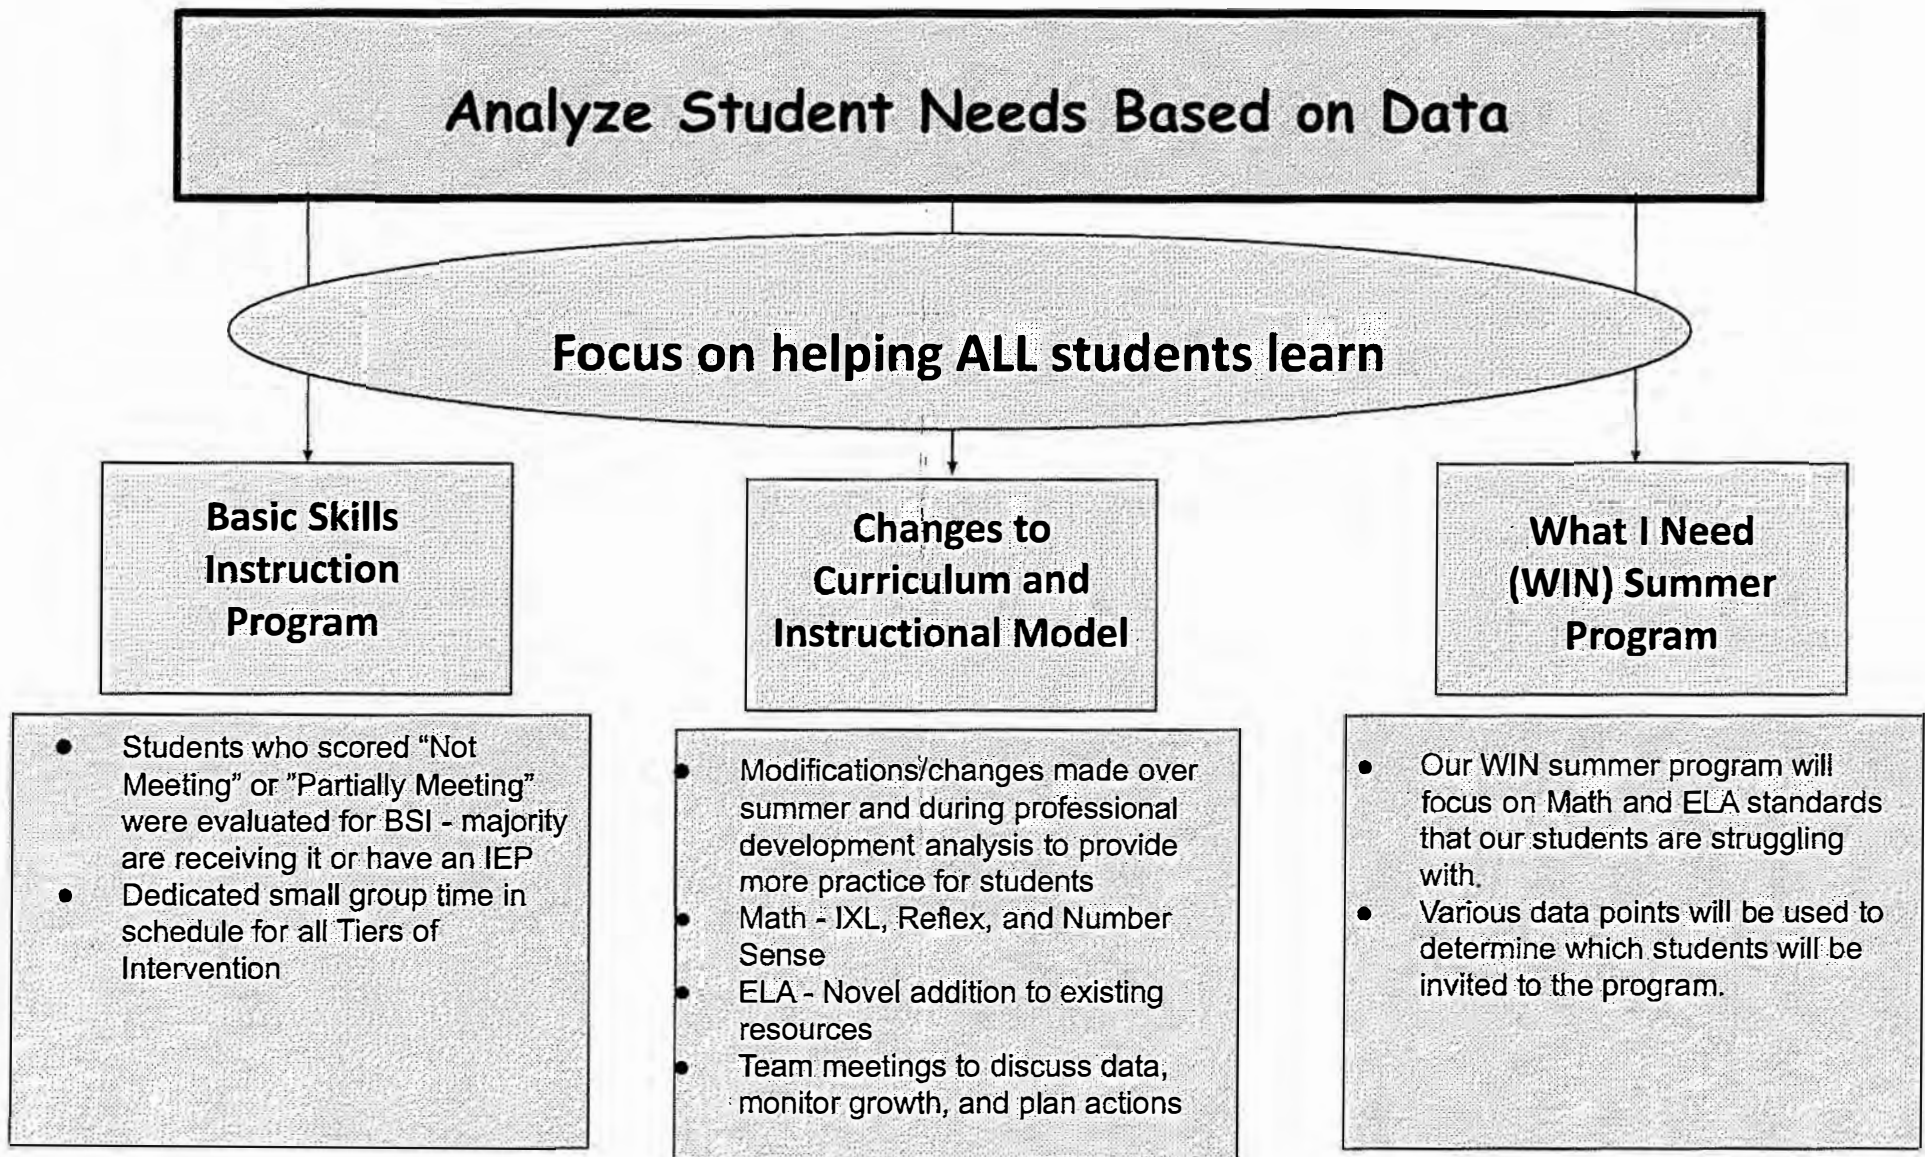 Analyze Student Needs Based on Data
Focus on helping ALL students learn
Basic Skills
Instruction
Program
● Students who scored “Not
Meeting” or ”Partially Meeting”
were evaluated for BSI - majority
are receiving it or have an IEP
● Dedicated small group time in
schedule for all Tiers of
Intervention
Changes to
Curriculum and
Instructional Model
● Modifications/changes made over
summer and during professional
development analysis to provide
more practice for students
● Math - IXL, Reflex, and Number
Sense
● ELA - Novel addition to existing
resources
● Team meetings to discuss data,
monitor growth, and plan actions
What I Need
(WIN) Summer
Program
● Our WIN summer program will
focus on Math and ELA standards
that our students are struggling
with.
● Various data points will be used to
determine which students will be
invited to the program.